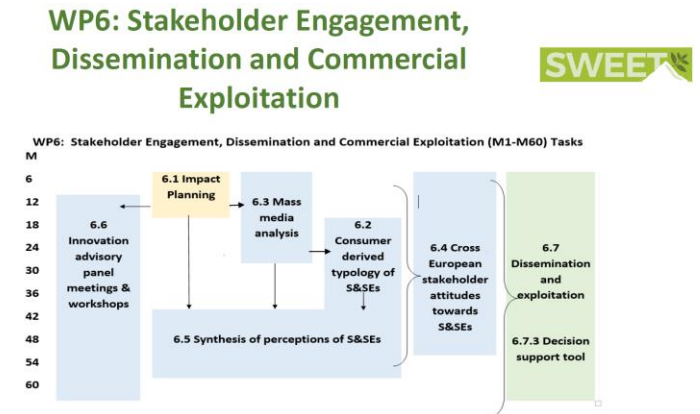 WP6: Stakeholder Engagement,
Dissemination and Commercial
Exploitation
SWEET
WP6: Stakeholder Engagement, Dissemination and Commercial Exploitation (M1-M60) Tasks
M
6
12
18
24
30
36
42
48
54
60
6.6
Innovation
advisory
panel
meetings &
workshops
6.1 Impact
Planning
6.3 Mass
media
analysis
6.2
Consumer
derived
typology of
S&SEs
6.5 Synthesis of perceptions of S&SEs
6.4 Cross
European
stakeholder
attitudes
towards
S&SEs
6.7
Dissemination
and
exploitation
6.7.3 Decision
support tool